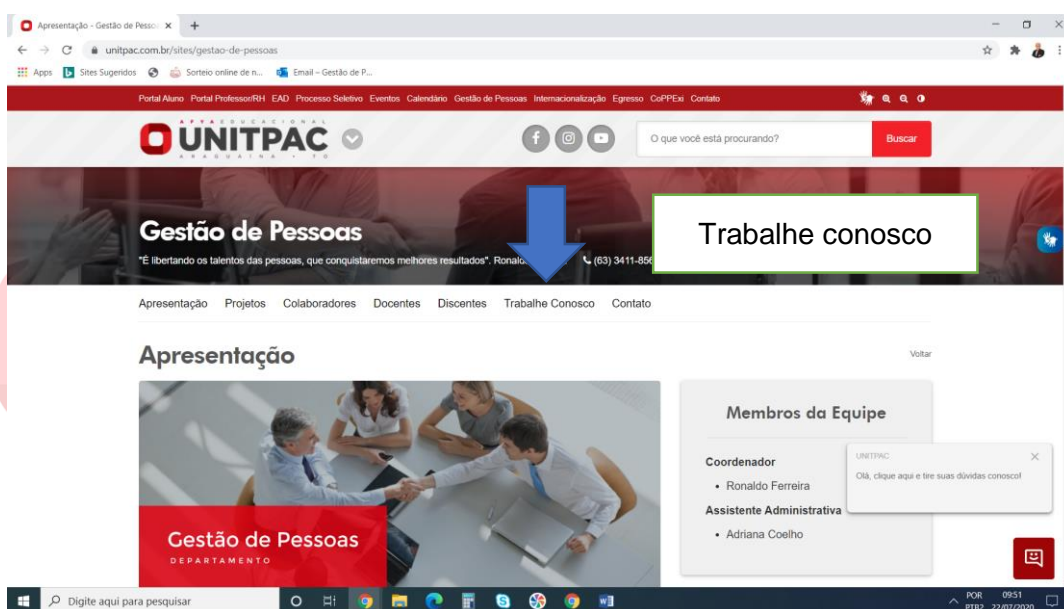 Apresentação - Gestão de Pesso
unitpac.com.br/sites/gestao-de-pessoas
Apps Sites Sugeridos Sorteio online de n... Email – Gestão de P...
Portal Aluno Portal Professor/RH EAD Processo Seletivo Eventos Calendário Gestão de Pessoas Internacionalização Egresso CoPPExi Contato
AFYA EDUCACIONAL
UNITPAC
ARAGUAÍNA - TO
O que você está procurando?
Buscar
Trabalhe conosco
Gestão de Pessoas
"É libertando os talentos das pessoas, que conquistaremos melhores resultados". Ronal
(63) 3411-85
Apresentação Projetos Colaboradores Docentes Discentes Trabalhe Conosco Contato
Apresentação
Voltar
Gestão de Pessoas
DEPARTAMENTO
Membros da Equipe
Coordenador
• Ronaldo Ferreira
Assistente Administrativa
• Adriana Coelho
UNITPAC
Olá, clique aqui e tire suas dúvidas conosco!
Digite aqui para pesquisar
POR 09:51
PTB2 22/07/2020